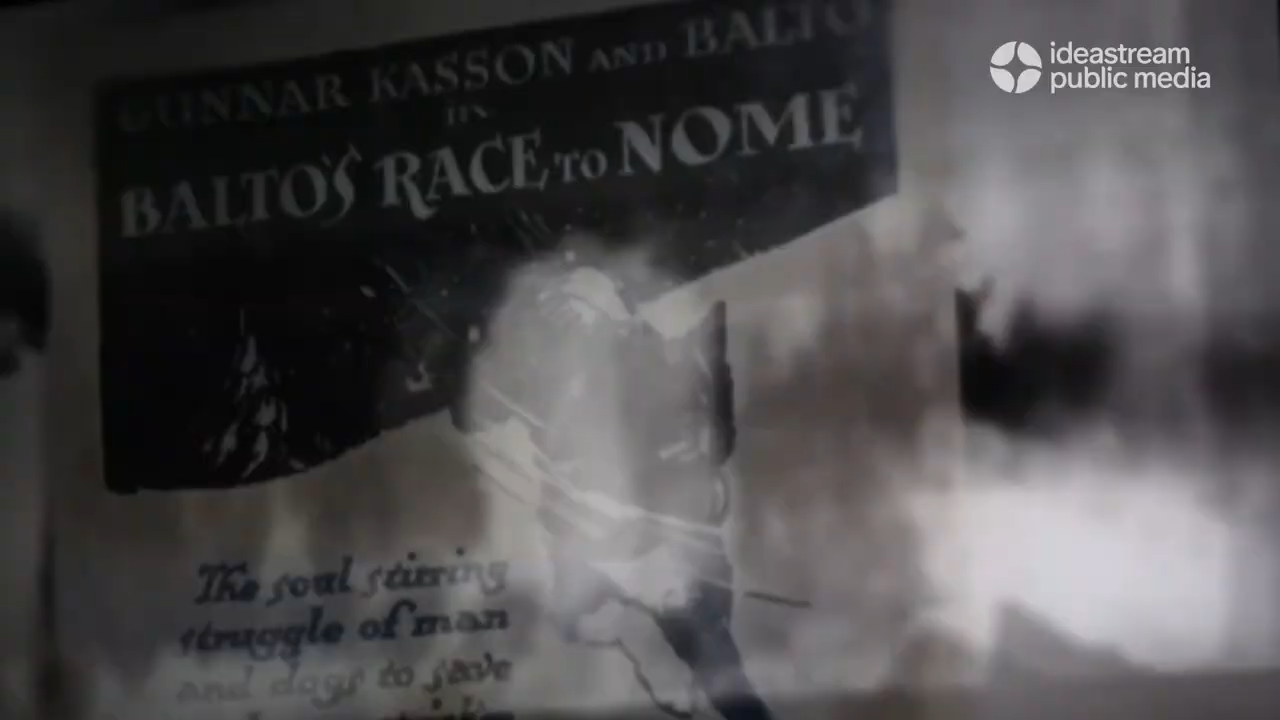 GUNNAR KASSON AND BALTO
IN
BALTO'S RACE TO NOME
The soul stirring
struggle of man
and dogs to save
ideastream
public media